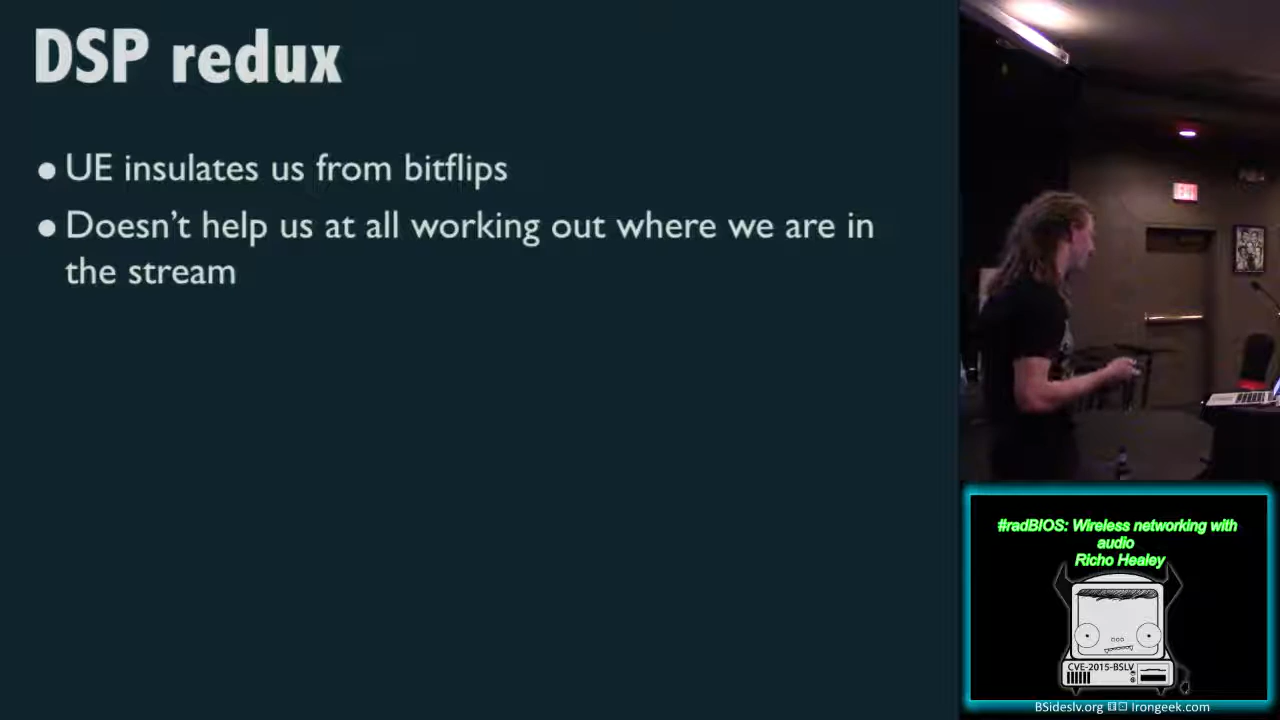 DSP redux
UE insulates us from bitflips
Doesn't help us at all working out where we are in
the stream
EXIT
#radBIOS: Wireless networking with
audio
Richo Healey
CVE-2015-BSLV
BSideslv.org Irongeek.com